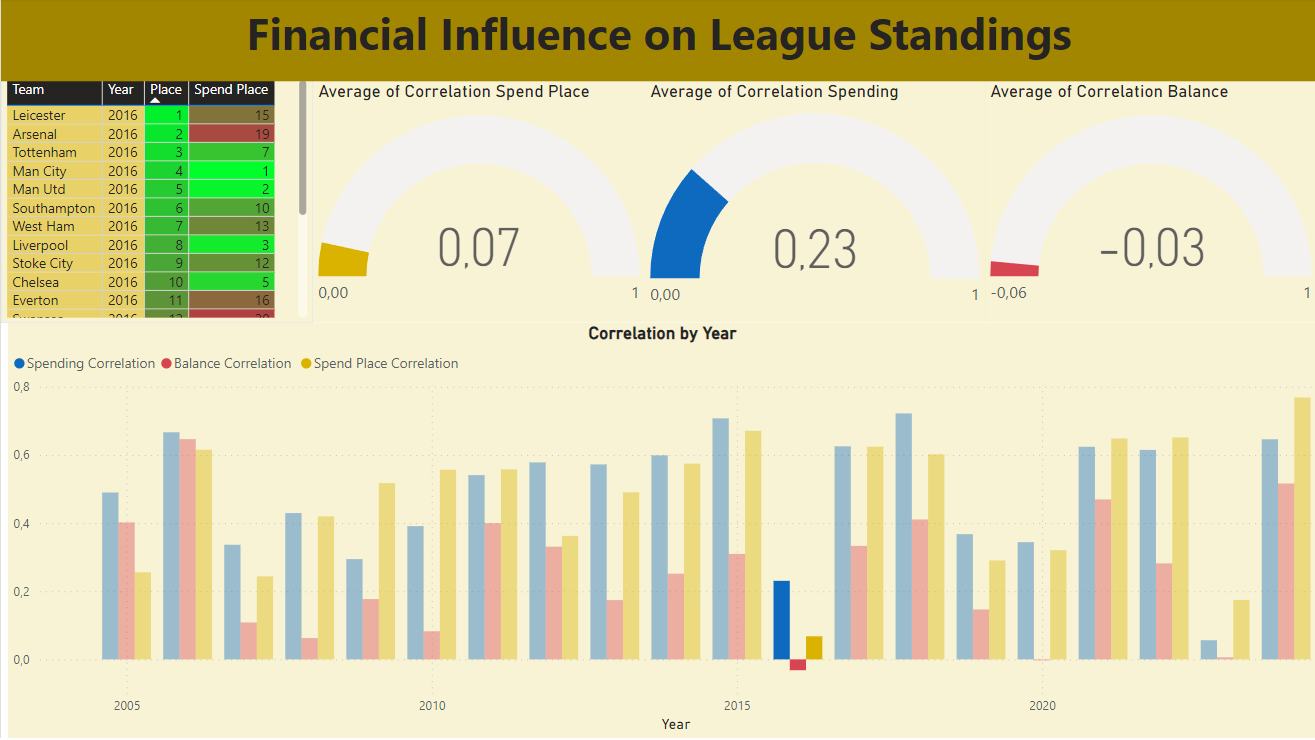 Financial Influence on League Standings
Team Year Place Spend Place
Leicester 2016 1 15
Arsenal 2016 2 19
Tottenham 2016 3 7
Man City 2016 4 1
Man Utd 2016 5 2
Southampton 2016 6 10
West Ham 2016 7 13
Liverpool 2016 8 3
Stoke City 2016 9 12
Chelsea 2016 10 5
Everton 2016 11 16
Average of Correlation Spend Place
0,07
0,00 1
Average of Correlation Spending
0,23
0,00 1
Average of Correlation Balance
-0,03
-0,06 1
Correlation by Year
Spending Correlation Balance Correlation Spend Place Correlation
0,8
0,6
0,4
0,2
0,0
2005 2010 2015 2020
Year